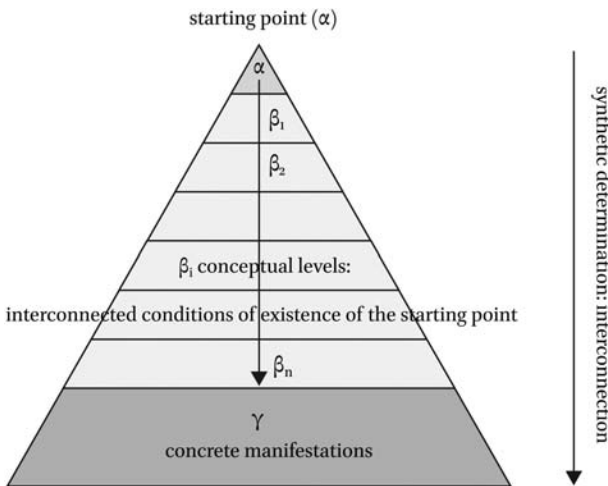 starting point (α)
α
β₁
β₂
βᵢ conceptual levels:
interconnected conditions of existence of the starting point
βₙ
γ
concrete manifestations
synthetic determination: interconnection